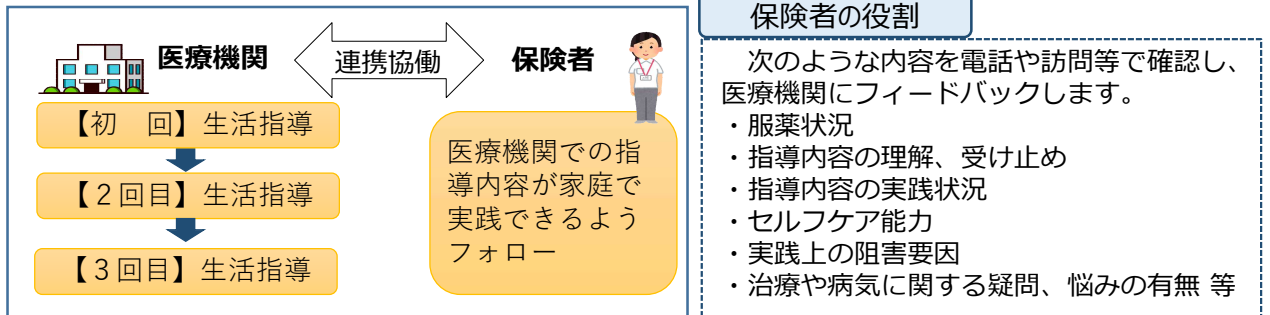 医療機関
連携協働
保険者
【初　回】生活指導
【２回目】生活指導
【３回目】生活指導
医療機関での指
導内容が家庭で
実践できるよう
フォロー
保険者の役割
　次のような内容を電話や訪問等で確認し、
医療機関にフィードバックします。
・服薬状況
・指導内容の理解、受け止め
・指導内容の実践状況
・セルフケア能力
・実践上の阻害要因
・治療や病気に関する疑問、悩みの有無 等